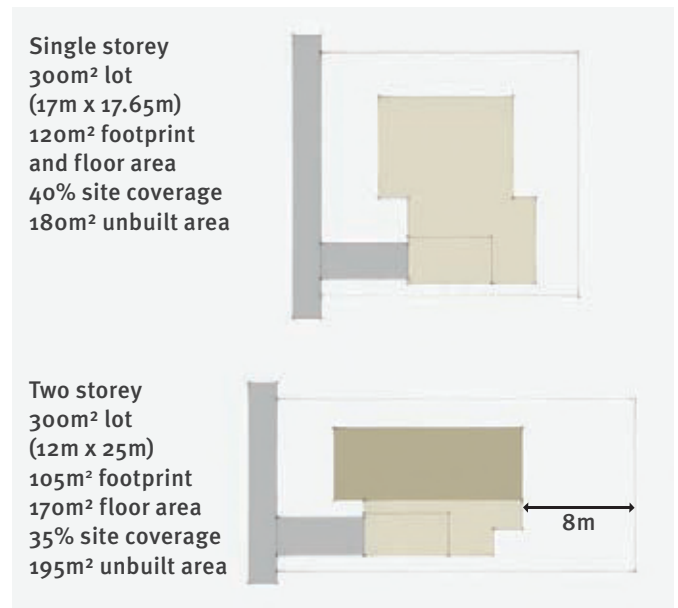 Single storey
300m² lot
(17m x 17.65m)
120m² footprint
and floor area
40% site coverage
180m² unbuilt area
Two storey
300m² lot
(12m x 25m)
105m² footprint
170m² floor area
35% site coverage
195m² unbuilt area
8m